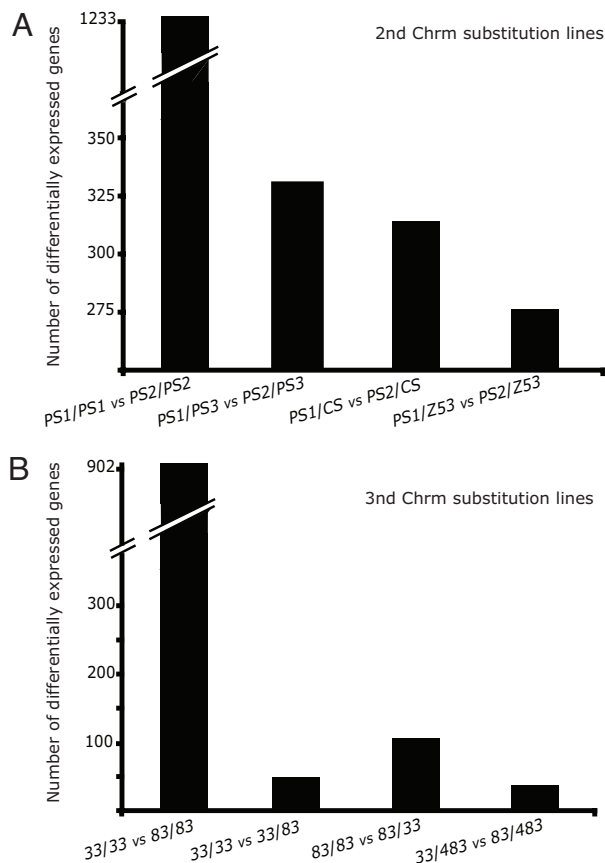 A
2nd Chrm substitution lines
Number of differentially expressed genes
1233
350
325
300
275
PS1/PS1 vs PS2/PS2
PS1/PS3 vs PS2/PS3
PS1/CS vs PS2/CS
PS1/Z53 vs PS2/Z53
B
3nd Chrm substitution lines
Number of differentially expressed genes
902
300
200
100
33/33 vs 83/83
33/33 vs 33/83
83/83 vs 83/33
33/483 vs 83/483